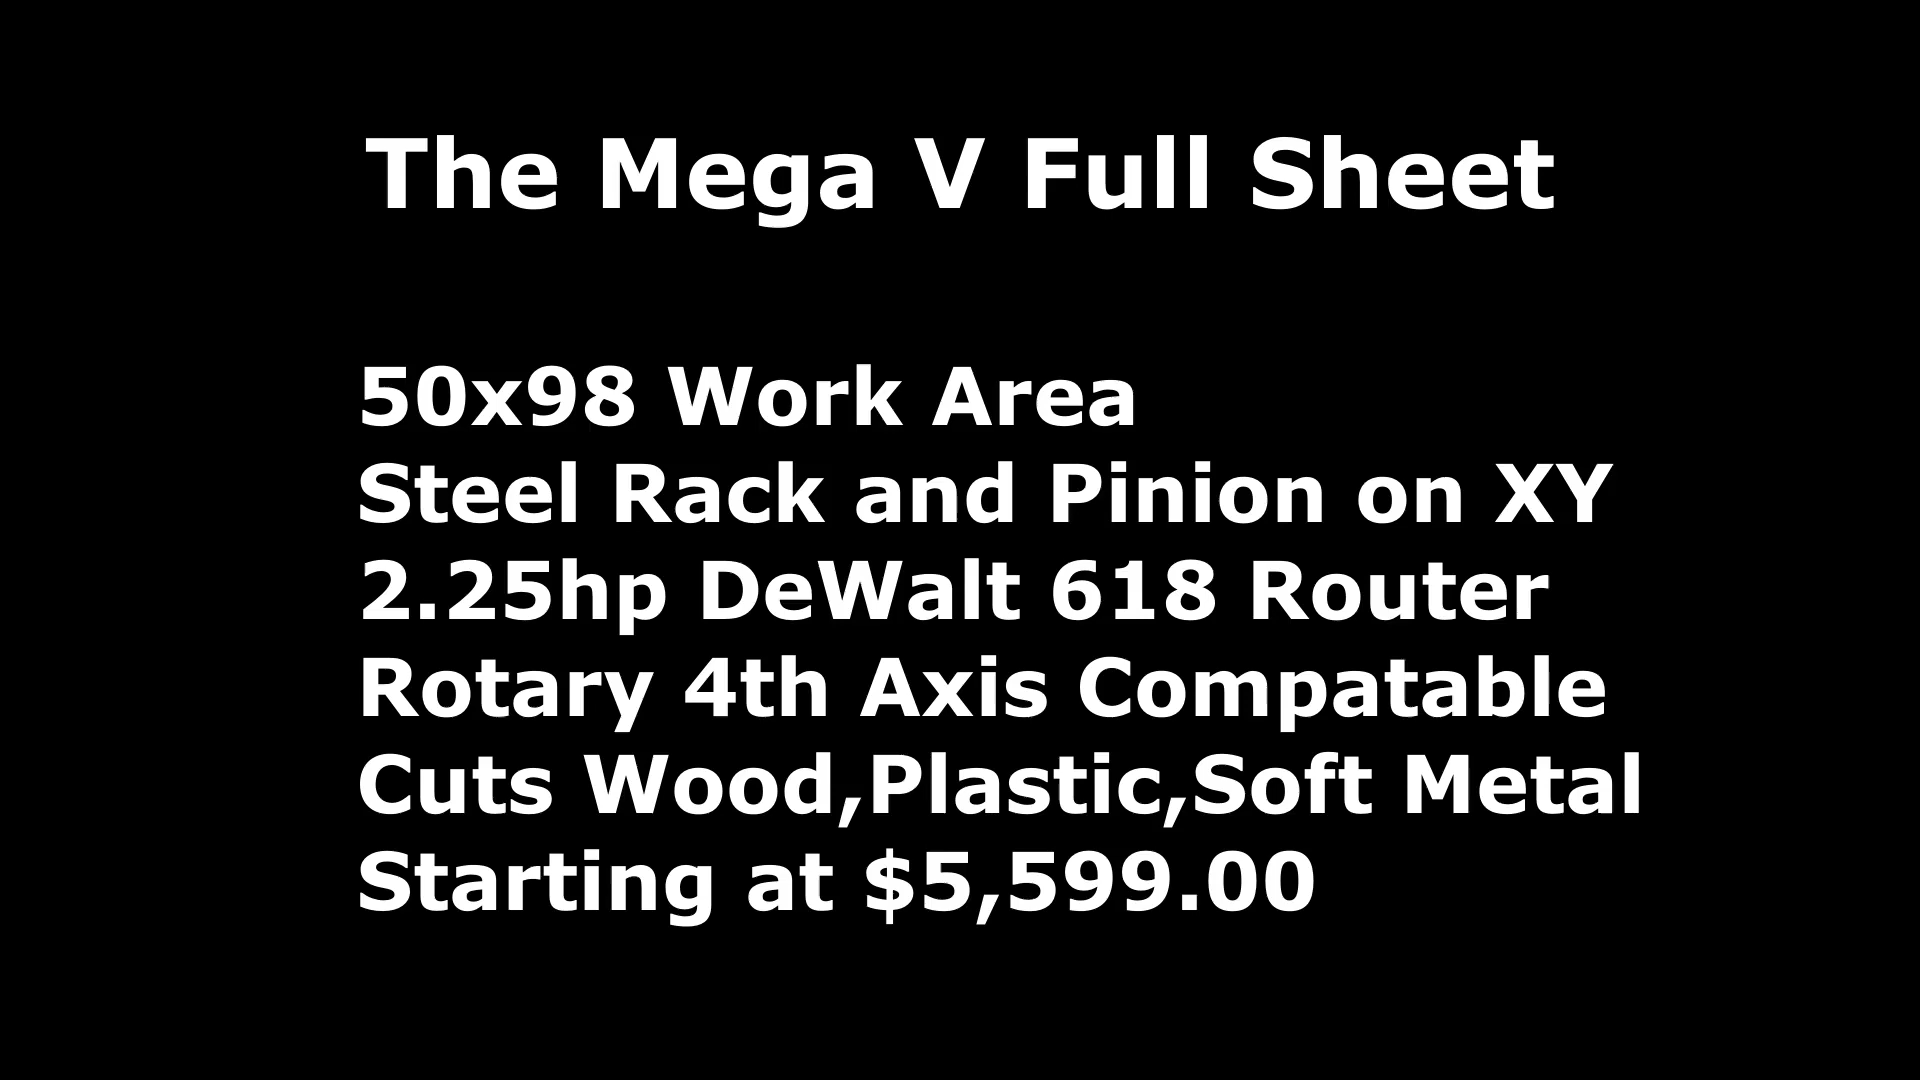 The Mega V Full Sheet
50x98 Work Area
Steel Rack and Pinion on XY
2.25hp DeWalt 618 Router
Rotary 4th Axis Compatable
Cuts Wood,Plastic,Soft Metal
Starting at $5,599.00